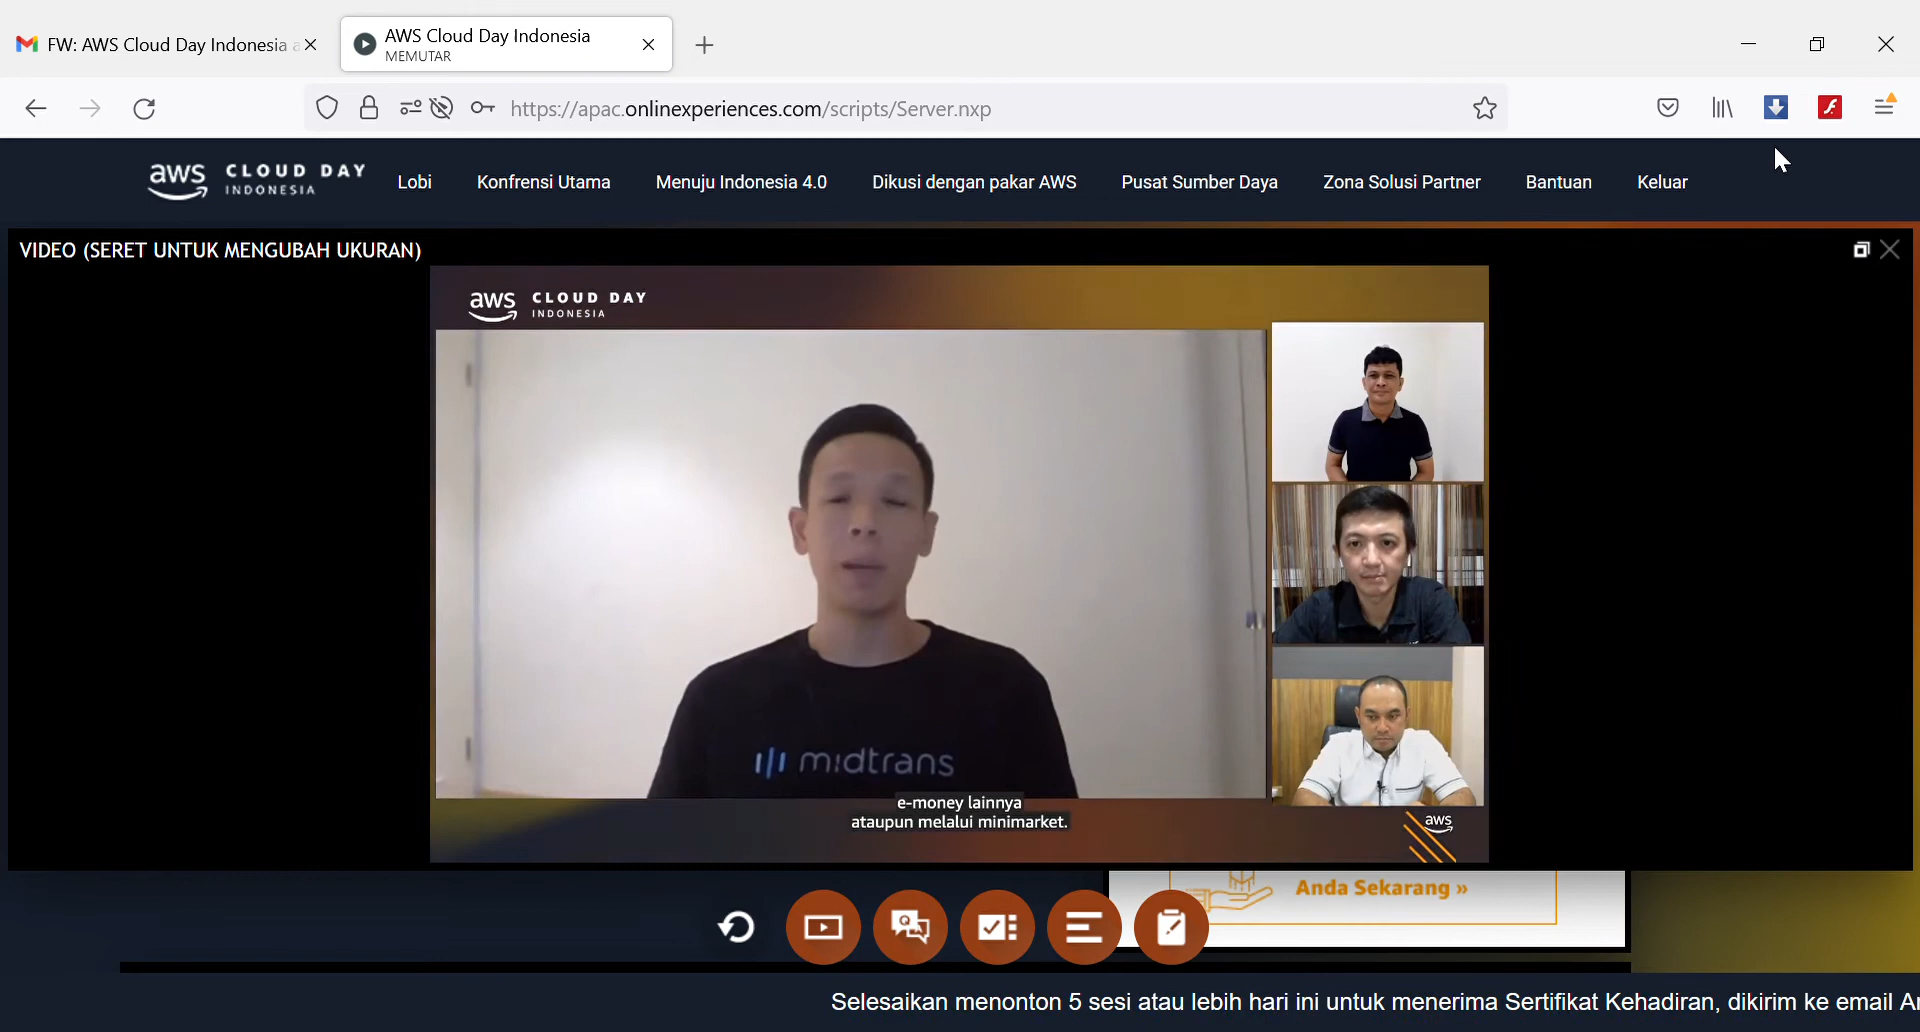 FW: AWS Cloud Day Indonesia a
AWS Cloud Day Indonesia
MEMUTAR
https://apac.onlinexperiences.com/scripts/Server.nxp
aws CLOUD DAY
INDONESIA
Lobi
Konfrensi Utama
Menuju Indonesia 4.0
Dikusi dengan pakar AWS
Pusat Sumber Daya
Zona Solusi Partner
Bantuan
Keluar
VIDEO (SERET UNTUK MENGUBAH UKURAN)
aws CLOUD DAY
INDONESIA
midtrans
e-money lainnya
ataupun melalui minimarket.
aws
Anda Sekarang »
Q A
Selesaikan menonton 5 sesi atau lebih hari ini untuk menerima Sertifikat Kehadiran, dikirim ke email